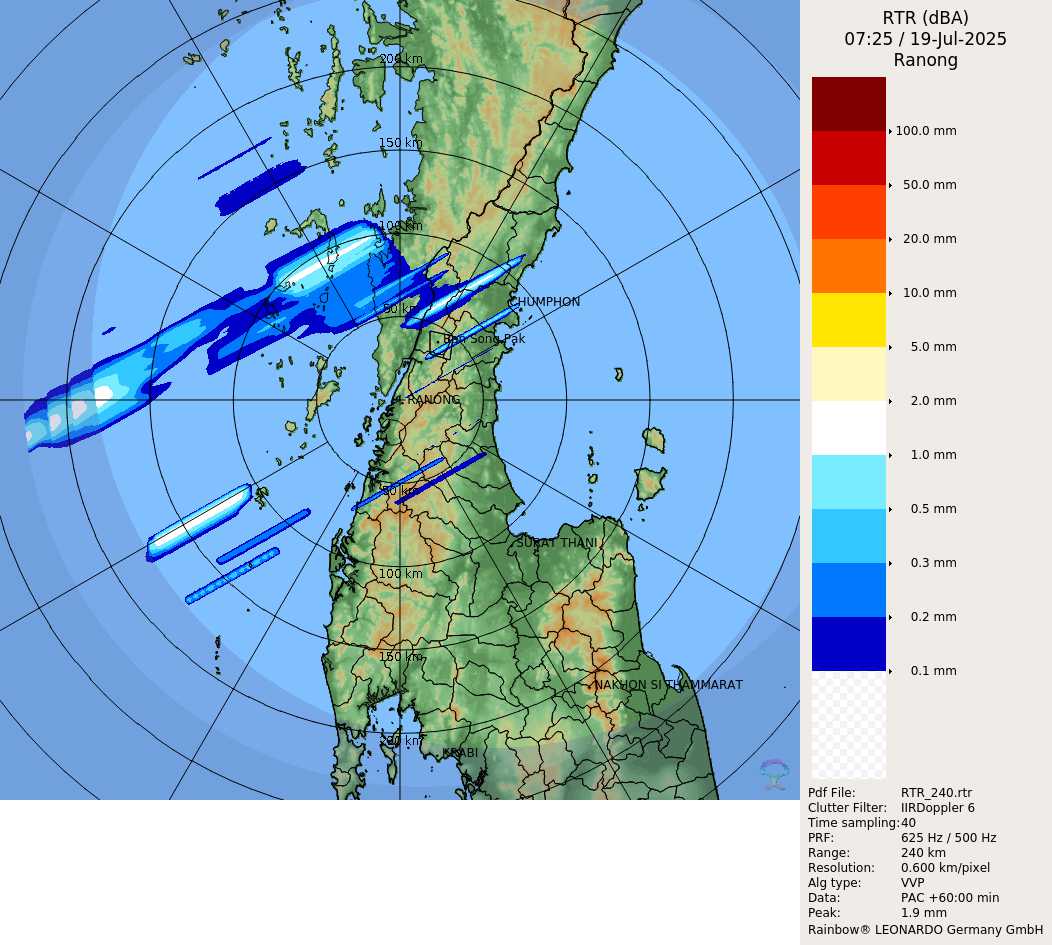 RTR (dBA)
07:25 / 19-Jul-2025
Ranong
200 km
150 km
100 km
50 km
CHUMPHON
Ban Song Pak
RANONG
50 km
SURAT THANI
100 km
150 km
NAKHON SI THAMMARAT
200 km
KRABI
100.0 mm
50.0 mm
20.0 mm
10.0 mm
5.0 mm
2.0 mm
1.0 mm
0.5 mm
0.3 mm
0.2 mm
0.1 mm
Pdf File: RTR_240.rtr
Clutter Filter: IIRDoppler 6
Time sampling:40
PRF: 625 Hz / 500 Hz
Range: 240 km
Resolution: 0.600 km/pixel
Alg type: VVP
Data: PAC +60:00 min
Peak: 1.9 mm
Rainbow® LEONARDO Germany GmbH